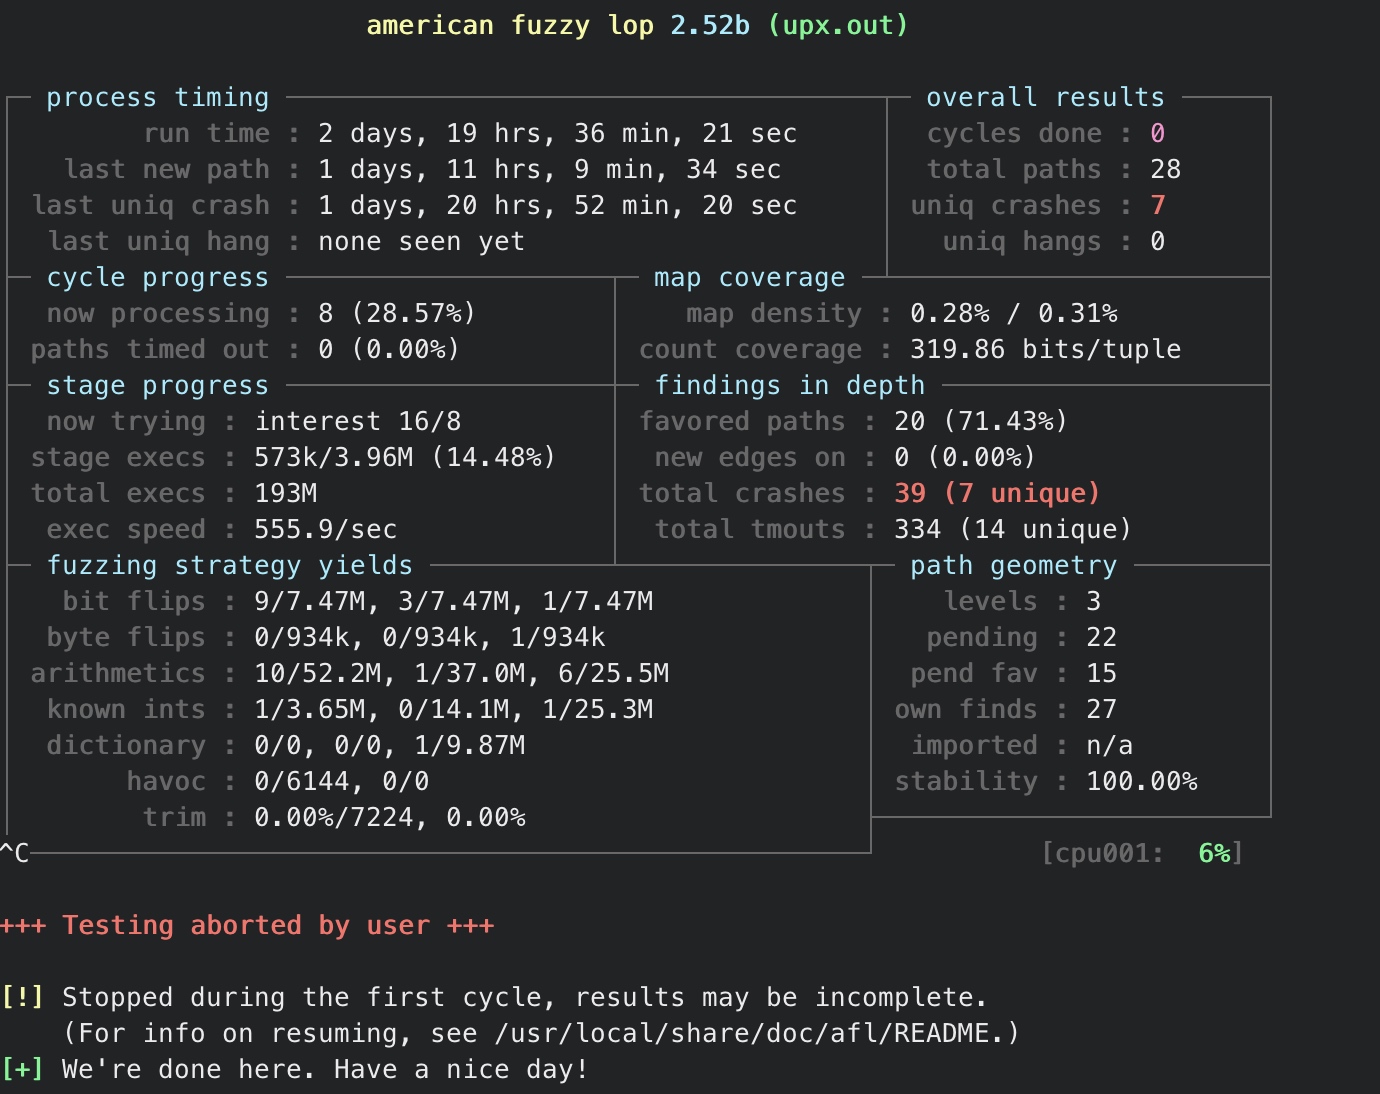 american fuzzy lop 2.52b (upx.out)
process timing
overall results
run time : 2 days, 19 hrs, 36 min, 21 sec
cycles done : 0
last new path : 1 days, 11 hrs, 9 min, 34 sec
total paths : 28
last uniq crash : 1 days, 20 hrs, 52 min, 20 sec
uniq crashes : 7
last uniq hang : none seen yet
uniq hangs : 0
cycle progress
map coverage
now processing : 8 (28.57%)
map density : 0.28% / 0.31%
paths timed out : 0 (0.00%)
count coverage : 319.86 bits/tuple
stage progress
findings in depth
now trying : interest 16/8
favored paths : 20 (71.43%)
stage execs : 573k/3.96M (14.48%)
new edges on : 0 (0.00%)
total execs : 193M
total crashes : 39 (7 unique)
exec speed : 555.9/sec
total tmouts : 334 (14 unique)
fuzzing strategy yields
path geometry
bit flips : 9/7.47M, 3/7.47M, 1/7.47M
levels : 3
byte flips : 0/934k, 0/934k, 1/934k
pending : 22
arithmetics : 10/52.2M, 1/37.0M, 6/25.5M
pend fav : 15
known ints : 1/3.65M, 0/14.1M, 1/25.3M
own finds : 27
dictionary : 0/0, 0/0, 1/9.87M
imported : n/a
havoc : 0/6144, 0/0
stability : 100.00%
trim : 0.00%/7224, 0.00%
^C
[cpu001: 6%]
+++ Testing aborted by user +++
[!] Stopped during the first cycle, results may be incomplete.
(For info on resuming, see /usr/local/share/doc/afl/README.)
[+] We're done here. Have a nice day!